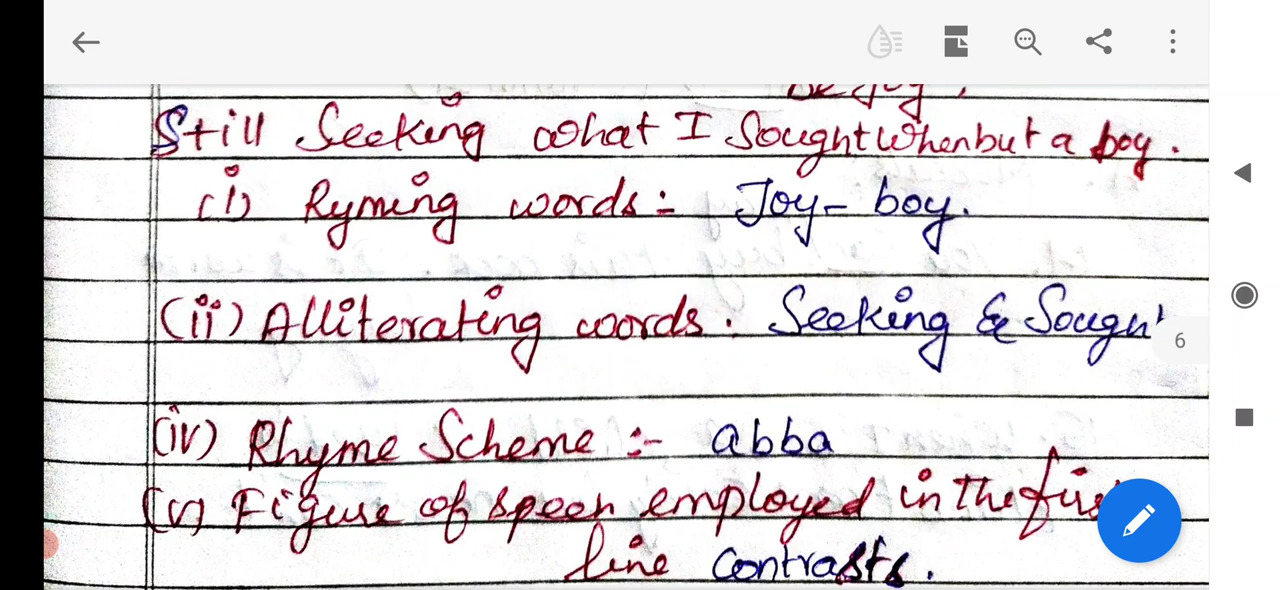 Still Seeking what I Sought When but a boy.
(i) Ryming words:- Joy- boy.
(ii) Alliterating words. Seeking & Sough
6
(iv) Rhyme Scheme :- abba
(v) Figure of speech employed in the
line contrasts.